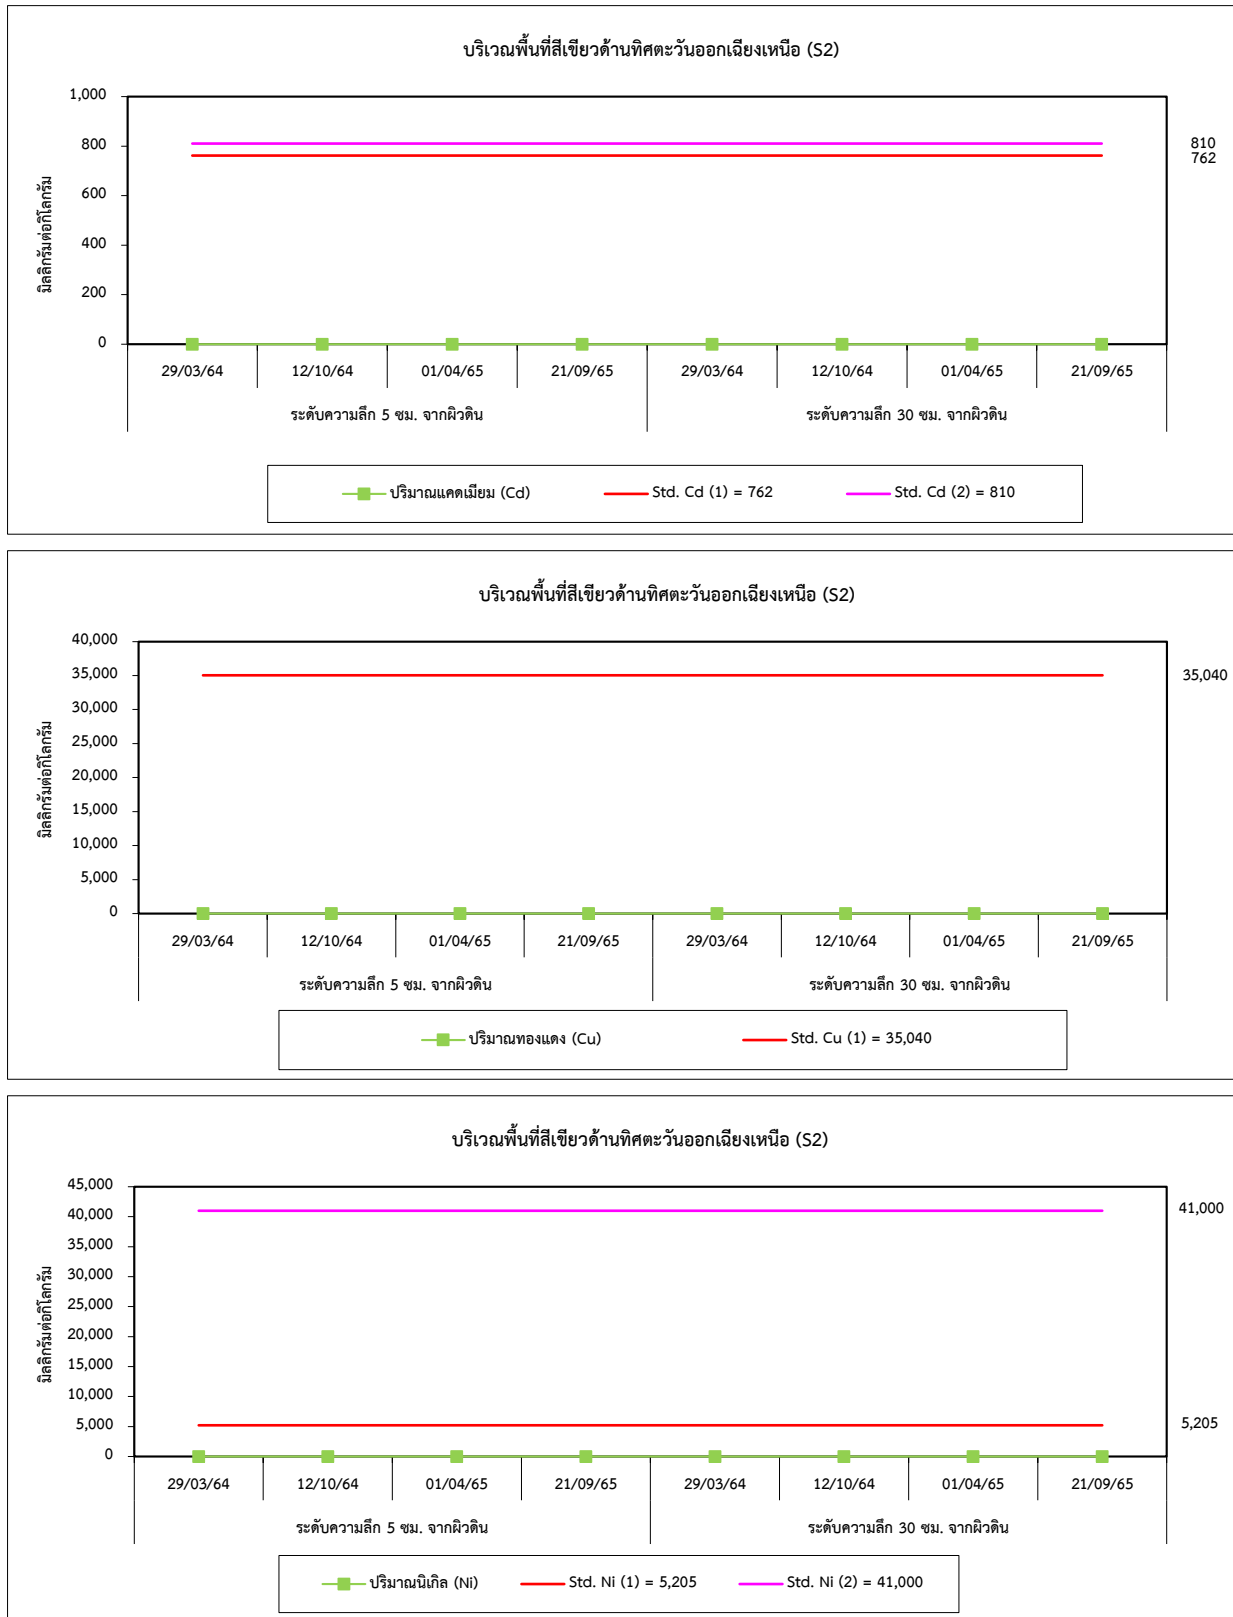 บริเวณพื้นที่สีเขียวด้านทิศตะวันออกเฉียงเหนือ (S2)
มิลลิกรัมต่อกิโลกรัม
1,000
800
600
400
200
0
810
762
29/03/64 12/10/64 01/04/65 21/09/65 29/03/64 12/10/64 01/04/65 21/09/65
ระดับความลึก 5 ซม. จากผิวดิน ระดับความลึก 30 ซม. จากผิวดิน
ปริมาณแคดเมียม (Cd) Std. Cd (1) = 762 Std. Cd (2) = 810
บริเวณพื้นที่สีเขียวด้านทิศตะวันออกเฉียงเหนือ (S2)
มิลลิกรัมต่อกิโลกรัม
40,000
35,000
30,000
25,000
20,000
15,000
10,000
5,000
0
35,040
29/03/64 12/10/64 01/04/65 21/09/65 29/03/64 12/10/64 01/04/65 21/09/65
ระดับความลึก 5 ซม. จากผิวดิน ระดับความลึก 30 ซม. จากผิวดิน
ปริมาณทองแดง (Cu) Std. Cu (1) = 35,040
บริเวณพื้นที่สีเขียวด้านทิศตะวันออกเฉียงเหนือ (S2)
มิลลิกรัมต่อกิโลกรัม
45,000
40,000
35,000
30,000
25,000
20,000
15,000
10,000
5,000
0
41,000
5,205
29/03/64 12/10/64 01/04/65 21/09/65 29/03/64 12/10/64 01/04/65 21/09/65
ระดับความลึก 5 ซม. จากผิวดิน ระดับความลึก 30 ซม. จากผิวดิน
ปริมาณนิเกิล (Ni) Std. Ni (1) = 5,205 Std. Ni (2) = 41,000